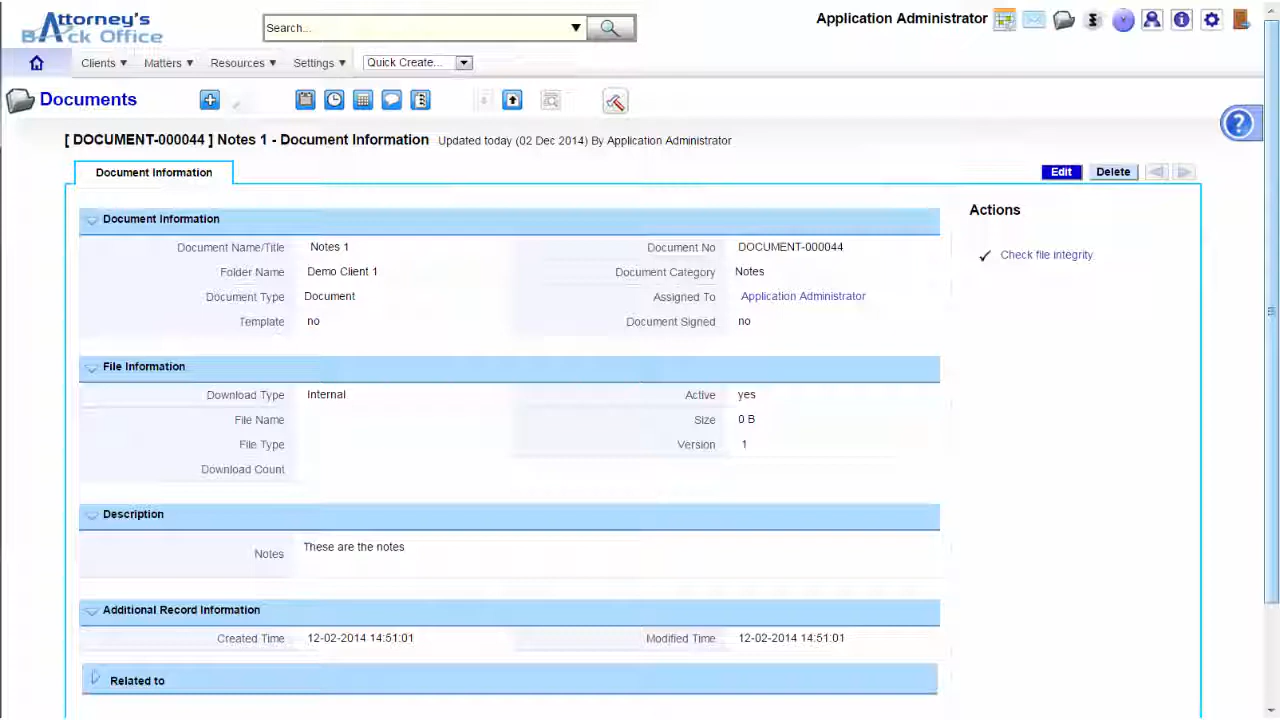 Attorney's
Back Office
Search...
Application Administrator
Clients
Matters
Resources
Settings
Quick Create...
Documents
[ DOCUMENT-000044 ] Notes 1 - Document Information Updated today (02 Dec 2014) By Application Administrator
Document Information
Edit
Delete
Document Information
Document Name/Title Notes 1 Document No DOCUMENT-000044
Folder Name Demo Client 1 Document Category Notes
Document Type Document Assigned To Application Administrator
Template no Document Signed no
File Information
Download Type Internal Active yes
File Name Size 0 B
File Type Version 1
Download Count
Description
Notes These are the notes
Additional Record Information
Created Time 12-02-2014 14:51:01 Modified Time 12-02-2014 14:51:01
Related to
Actions
Check file integrity